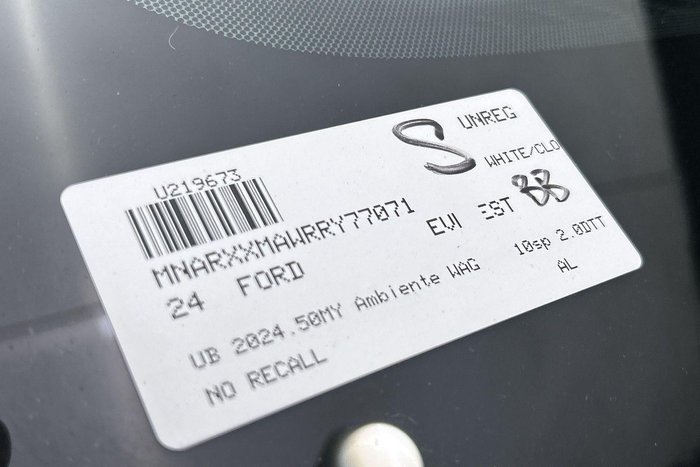 U219673
S UNREG
WHITE/CLO
MNARXXMAWRRY77071
EVI EST BB
24 FORD
10sp 2.0DTT
UB 2024.50MY Ambiente WAG
AL
NO RECALL